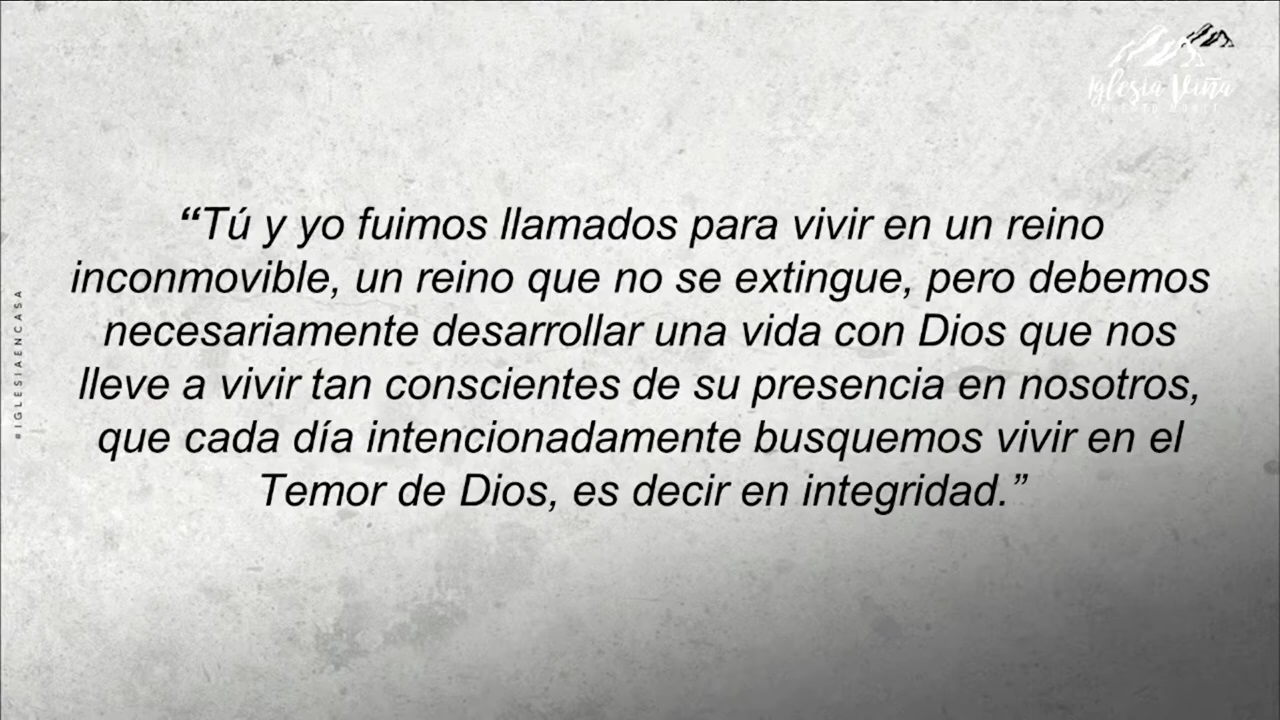 Iglesia Viña
“Tú y yo fuimos llamados para vivir en un reino
inconmovible, un reino que no se extingue, pero debemos
necesariamente desarrollar una vida con Dios que nos
lleve a vivir tan conscientes de su presencia en nosotros,
que cada día intencionadamente busquemos vivir en el
Temor de Dios, es decir en integridad.”
#IGLESIAENCASA